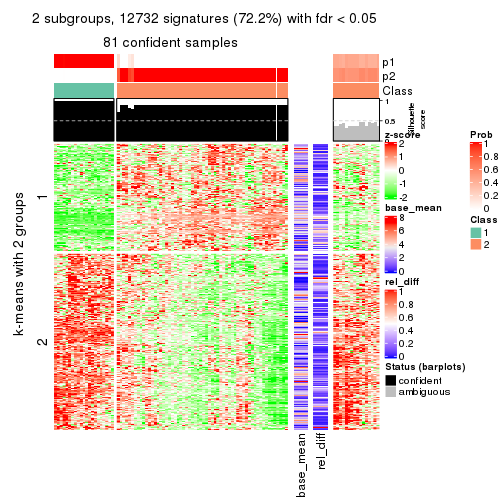 2 subgroups, 12732 signatures (72.2%) with fdr < 0.05
81 confident samples
p1
p2
Class
1
0.5
0
Silhouette
score
k-means with 2 groups
1
2
base_mean
rel_diff
z-score
2
1
0
-1
-2
base_mean
8
6
4
2
0
rel_diff
1
0.8
0.6
0.4
0.2
0
Status (barplots)
confident
ambiguous
Prob
1
0.8
0.6
0.4
0.2
0
Class
1
2